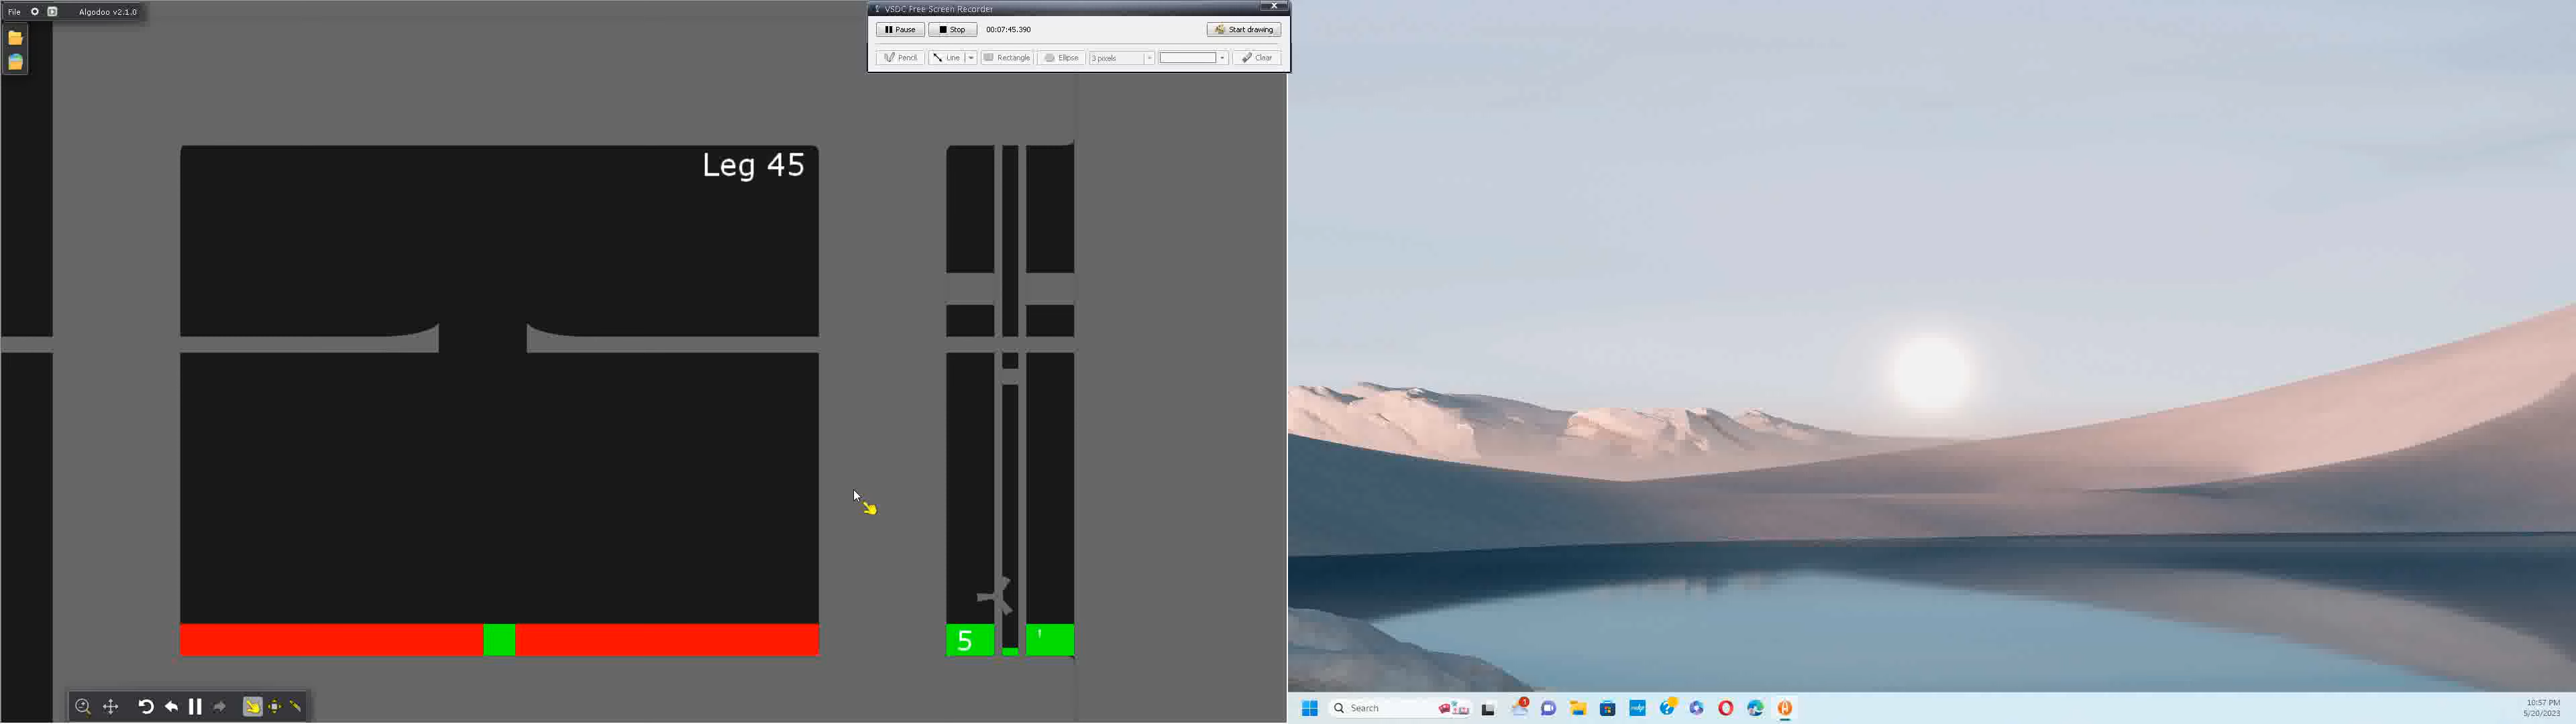 File Algodoo v2.1.0
VSDC Free Screen Recorder
Pause Stop 00:07:45.390 Start drawing
Pencil Line Rectangle Ellipse 3 pixels Clear
Leg 45
5
Search
10:57 PM
5/20/2023